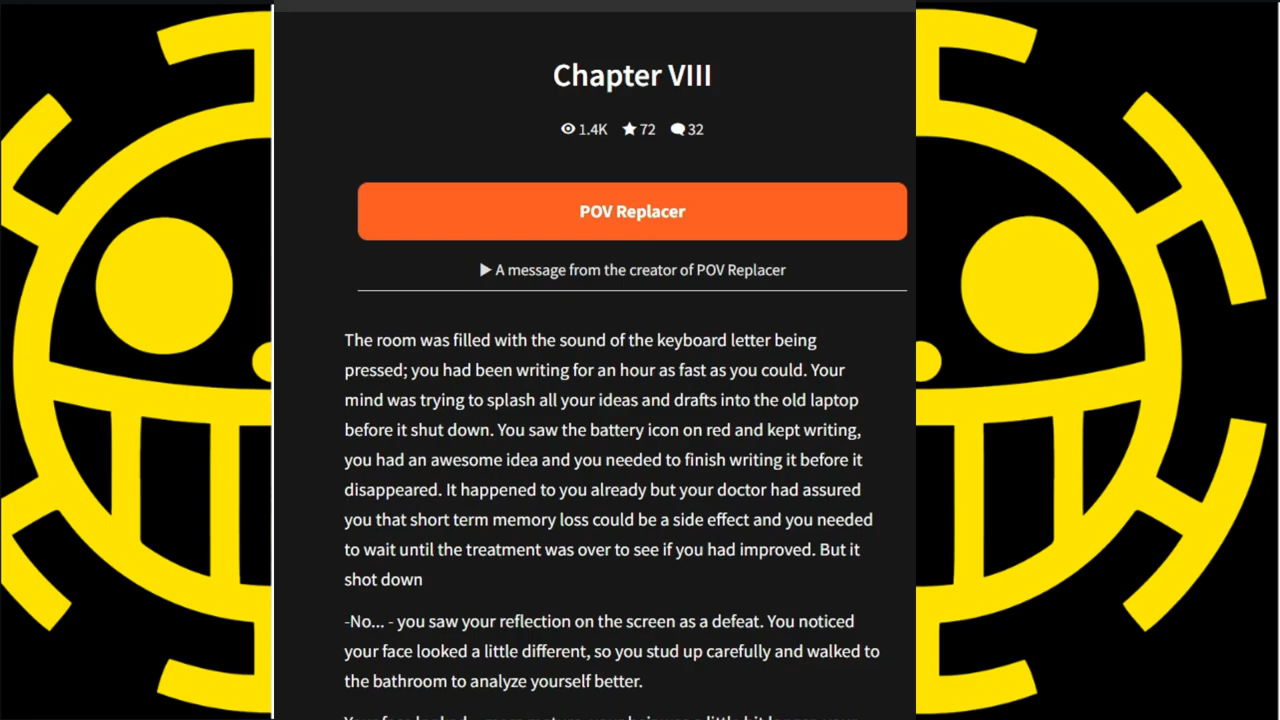 Chapter VIII
1.4K 72 32
POV Replacer
▶ A message from the creator of POV Replacer
The room was filled with the sound of the keyboard letter being
pressed; you had been writing for an hour as fast as you could. Your
mind was trying to splash all your ideas and drafts into the old laptop
before it shut down. You saw the battery icon on red and kept writing,
you had an awesome idea and you needed to finish writing it before it
disappeared. It happened to you already but your doctor had assured
you that short term memory loss could be a side effect and you needed
to wait until the treatment was over to see if you had improved. But it
shot down
-No... - you saw your reflection on the screen as a defeat. You noticed
your face looked a little different, so you stud up carefully and walked to
the bathroom to analyze yourself better.